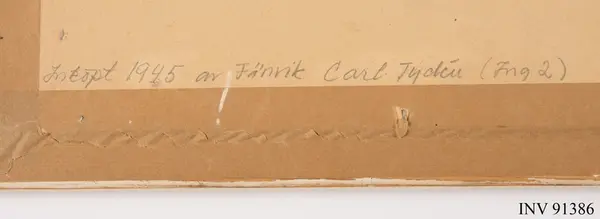 Inköpt 1945 av Fänrik Carl Tydén (Ing 2)
INV 91386